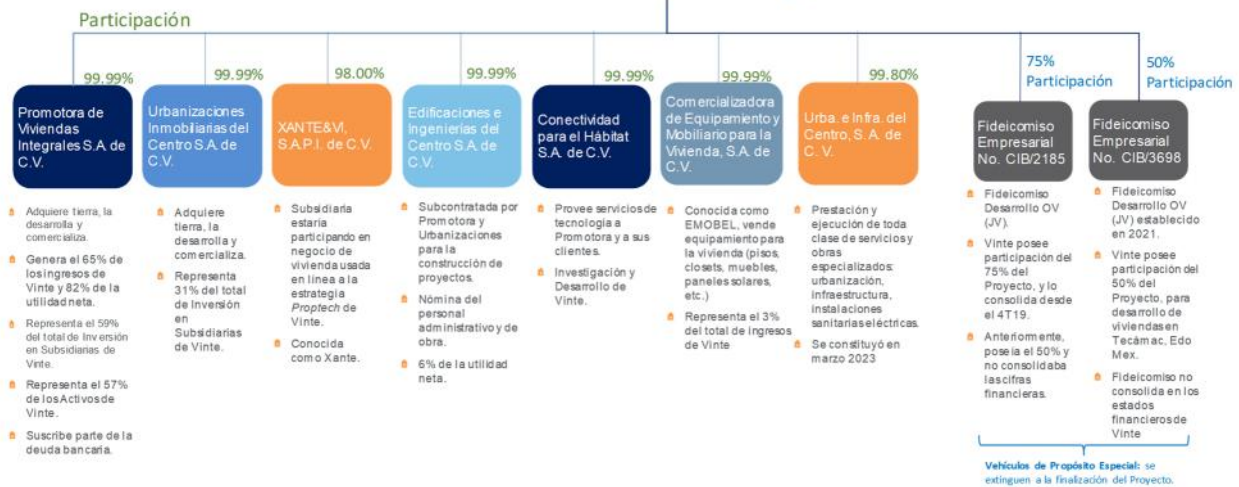 Participación
99.99%
99.99%
98.00%
99.99%
99.99%
99.99%
99.80%
75%
Participación
50%
Participación
Promotora de
Viviendas
Integrales S.A. de
C.V.
Urbanizaciones
Inmobiliarias del
Centro S.A. de
C.V.
XANTE&VI,
S.A.P.I. de C.V.
Edificaciones e
Ingenierías del
Centro S.A. de
C.V.
Conectividad
para el Hábitat
S.A. de C.V.
Comercializadora
de Equipamiento y
Mobiliario para la
Vivienda, S.A. de
C.V.
Urba. e Infra. del
Centro, S.A. de
C. V.
Fideicomiso
Empresarial
No. CIB/2185
Fideicomiso
Empresarial
No. CIB/3698
Adquiere tierra, la
desarrolla y
comercializa.
Genera el 65% de
los ingresos de
Vinte y 82% de la
utilidad neta.
Representa el 59%
del total de Inversión
en Subsidiarias de
Vinte.
Representa el 57%
de los Activos de
Vinte.
Suscribe parte de la
deuda bancaria.
Adquiere
tierra, la
desarrolla y
comercializa.
Representa
31% del total
de Inversión
en
Subsidiarias
de Vinte.
Subsidiaria
estaría
participando en
negocio de
vivienda usada
en línea a la
estrategia
Proptech de
Vinte.
Conocida
como Xante.
Subcontratada por
Promotora y
Urbanizaciones
para la
construcción de
proyectos.
Nómina del
personal
administrativo y de
obra.
6% de la utilidad
neta.
Provee servicios de
tecnología a
Promotora y a sus
clientes.
Investigación y
Desarrollo de
Vinte.
Conocida como
EMOBEL, vende
equipamiento para
la vivienda (pisos,
closets, muebles,
paneles solares,
etc.)
Representa el 3%
del total de ingresos
de Vinte
Prestación y
ejecución de toda
clase de servicios y
obras
especializados:
urbanización,
infraestructura,
instalaciones
sanitarias eléctricas.
Se constituyó en
marzo 2023
Fideicomiso
Desarrollo OV
(JV).
Vinte posee
participación del
75% del
Proyecto, y lo
consolida desde
el 4T19.
Anteriormente,
poseía el 50% y
no consolidaba
las cifras
financieras.
Fideicomiso
Desarrollo OV
(JV) establecido
en 2021.
Vinte posee
participación del
50% del
Proyecto, para
desarrollo de
viviendas en
Tecámac, Edo
Mex.
Fideicomiso no
consolida en los
estados
financieros de
Vinte
Vehículos de Propósito Especial: se
extinguen a la finalización del Proyecto.